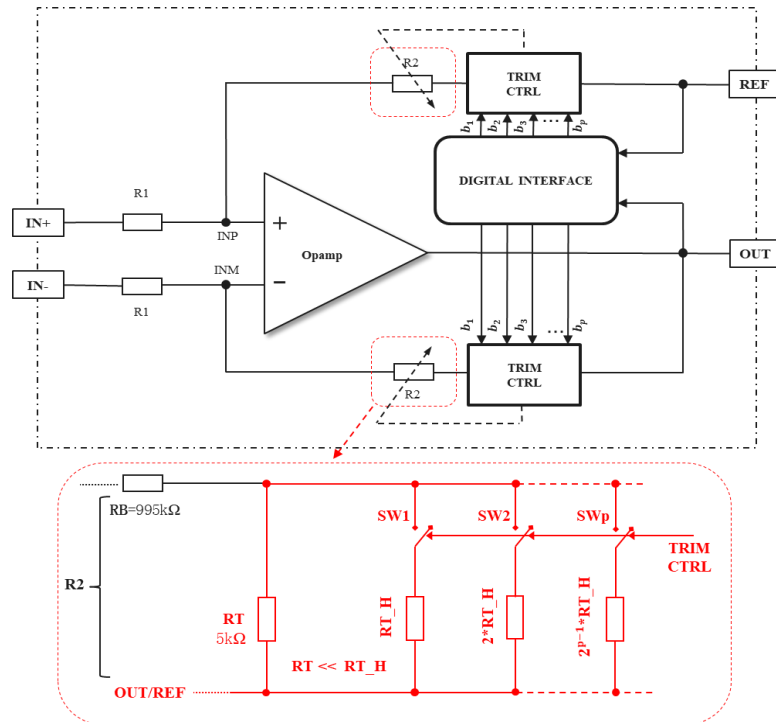 R2
TRIM
CTRL
REF
b1 b2 b3 ... bp
DIGITAL INTERFACE
R1
IN+
+
INP
Opamp
OUT
INM
IN-
−
R1
b1 b2 b3 ... bp
TRIM
CTRL
R2
RB=995kΩ
SW1
SW2
SWp
TRIM
CTRL
R2
RT
5kΩ
RT_H
2*RT_H
2^{p-1}*RT_H
RT << RT_H
OUT/REF